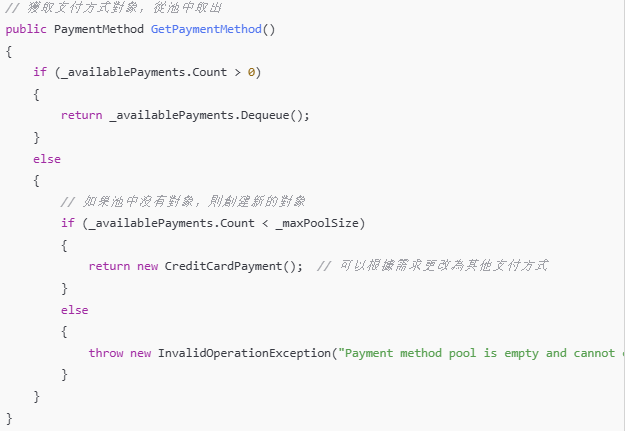 // 獲取支付方式對象，從池中取出
public PaymentMethod GetPaymentMethod()
{
    if (_availablePayments.Count > 0)
    {
        return _availablePayments.Dequeue();
    }
    else
    {
        // 如果池中沒有對象，則創建新的對象
        if (_availablePayments.Count < _maxPoolSize)
        {
            return new CreditCardPayment();  // 可以根據需求更改為其他支付方式
        }
        else
        {
            throw new InvalidOperationException("Payment method pool is empty and cannot
        }
    }
}